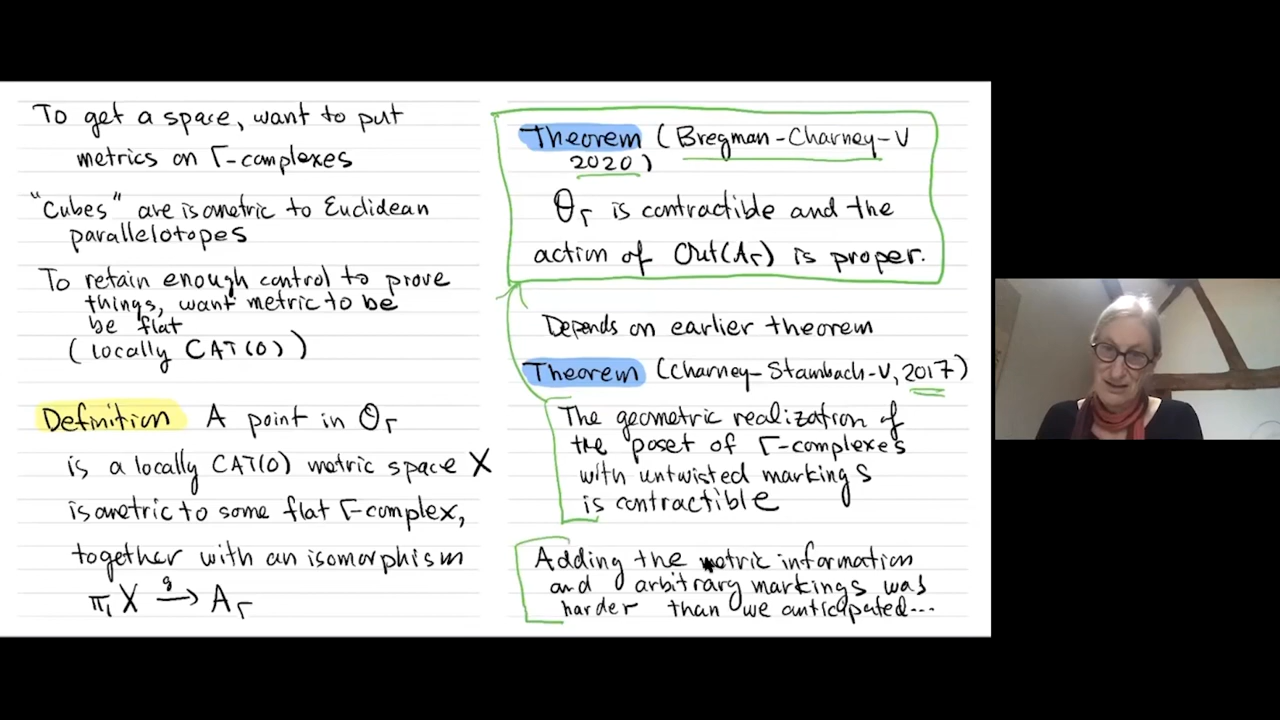 To get a space, want to put
metrics on Γ-complexes
"Cubes" are isometric to Euclidean
parallelotopes
To retain enough control to prove
things, want metric to be
be flat
(locally CAT(0))
Definition A point in Θ_Γ
is a locally CAT(0) metric space X
isometric to some flat Γ-complex,
together with an isomorphism
π₁X —g→ A_Γ
Theorem (Bregman-Charney-V
2020)
Θ_Γ is contractible and the
action of Out(A_Γ) is proper.
Depends on earlier theorem
Theorem (Charney-Stambach-V, 2017)
The geometric realization of
the poset of Γ-complexes
with untwisted markings
is contractible
Adding the metric information
and arbitrary markings was
harder than we anticipated...